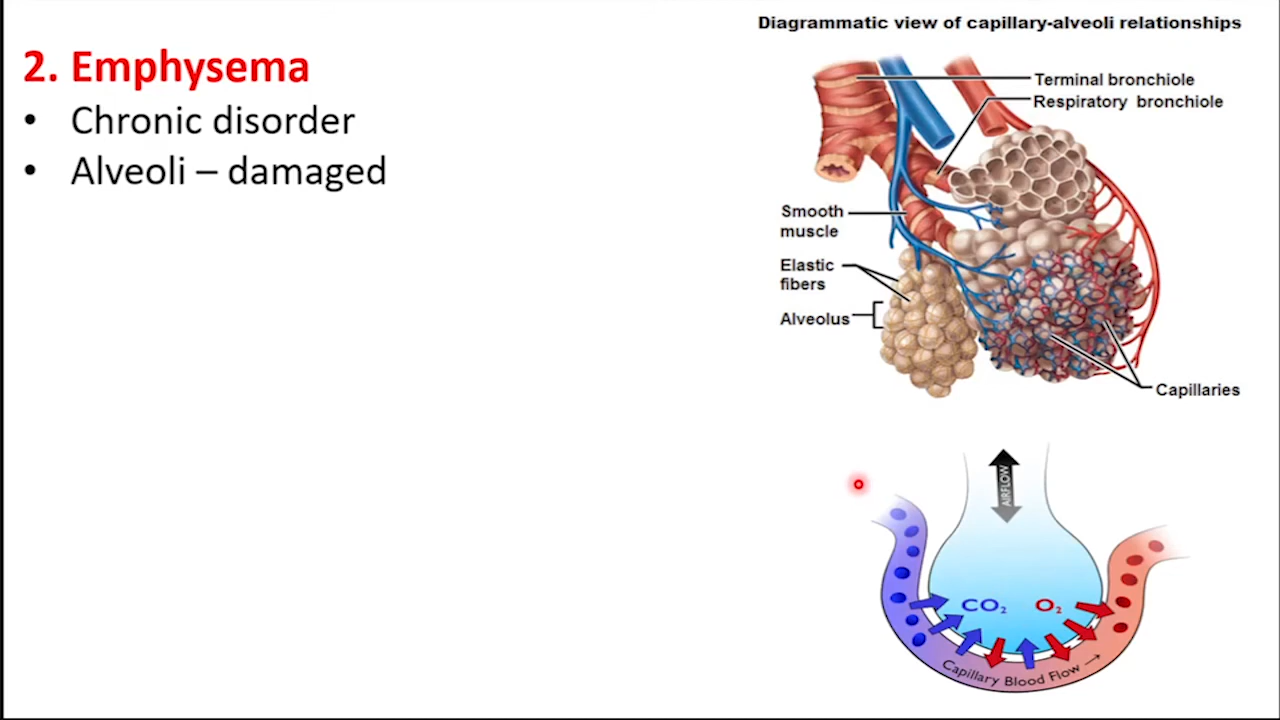 2. Emphysema
• Chronic disorder
• Alveoli – damaged
Diagrammatic view of capillary-alveoli relationships
Terminal bronchiole
Respiratory bronchiole
Smooth
muscle
Elastic
fibers
Alveolus
Capillaries
AIRFLOW
CO₂ O₂
Capillary Blood Flow →